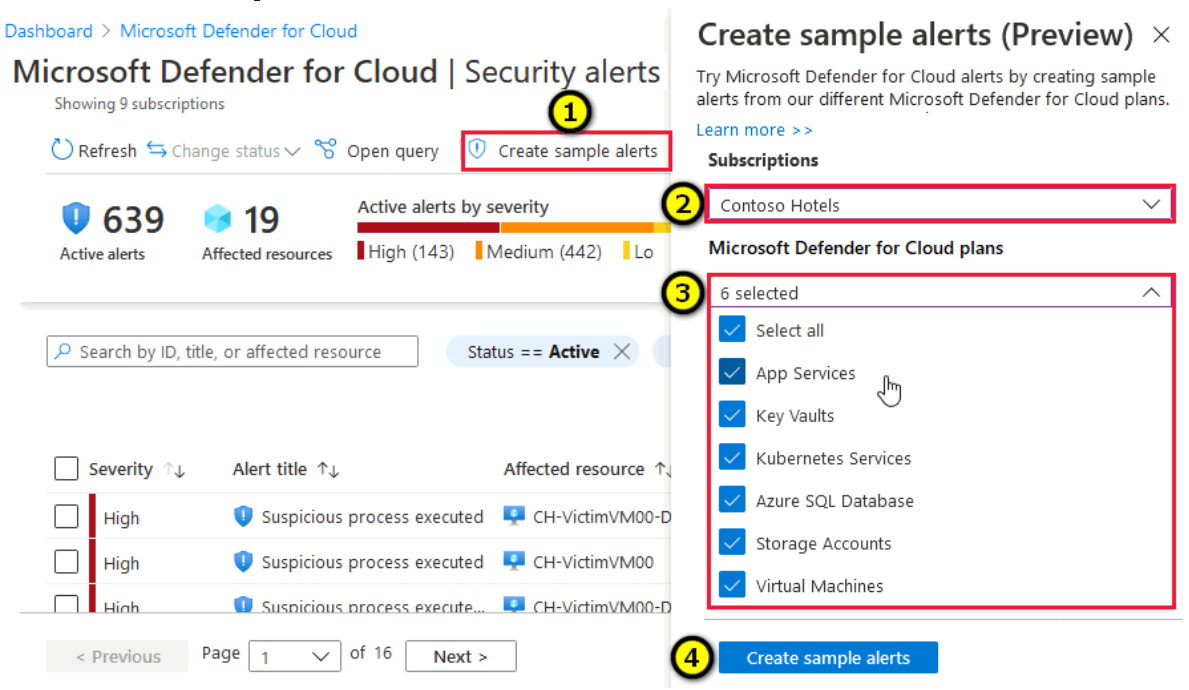 Dashboard > Microsoft Defender for Cloud
Microsoft Defender for Cloud | Security alerts
Showing 9 subscriptions
1
Refresh Change status Open query Create sample alerts
639 19
Active alerts Affected resources
Active alerts by severity
High (143) Medium (442) Lo
Search by ID, title, or affected resource Status == Active
Severity Alert title Affected resource
High Suspicious process executed CH-VictimVM00-D
High Suspicious process executed CH-VictimVM00
High Suspicious process execute... CH-VictimVM00-D
< Previous Page 1 of 16 Next >
Create sample alerts (Preview)
Try Microsoft Defender for Cloud alerts by creating sample
alerts from our different Microsoft Defender for Cloud plans.
Learn more >>
Subscriptions
2 Contoso Hotels
Microsoft Defender for Cloud plans
3 6 selected
Select all
App Services
Key Vaults
Kubernetes Services
Azure SQL Database
Storage Accounts
Virtual Machines
4 Create sample alerts